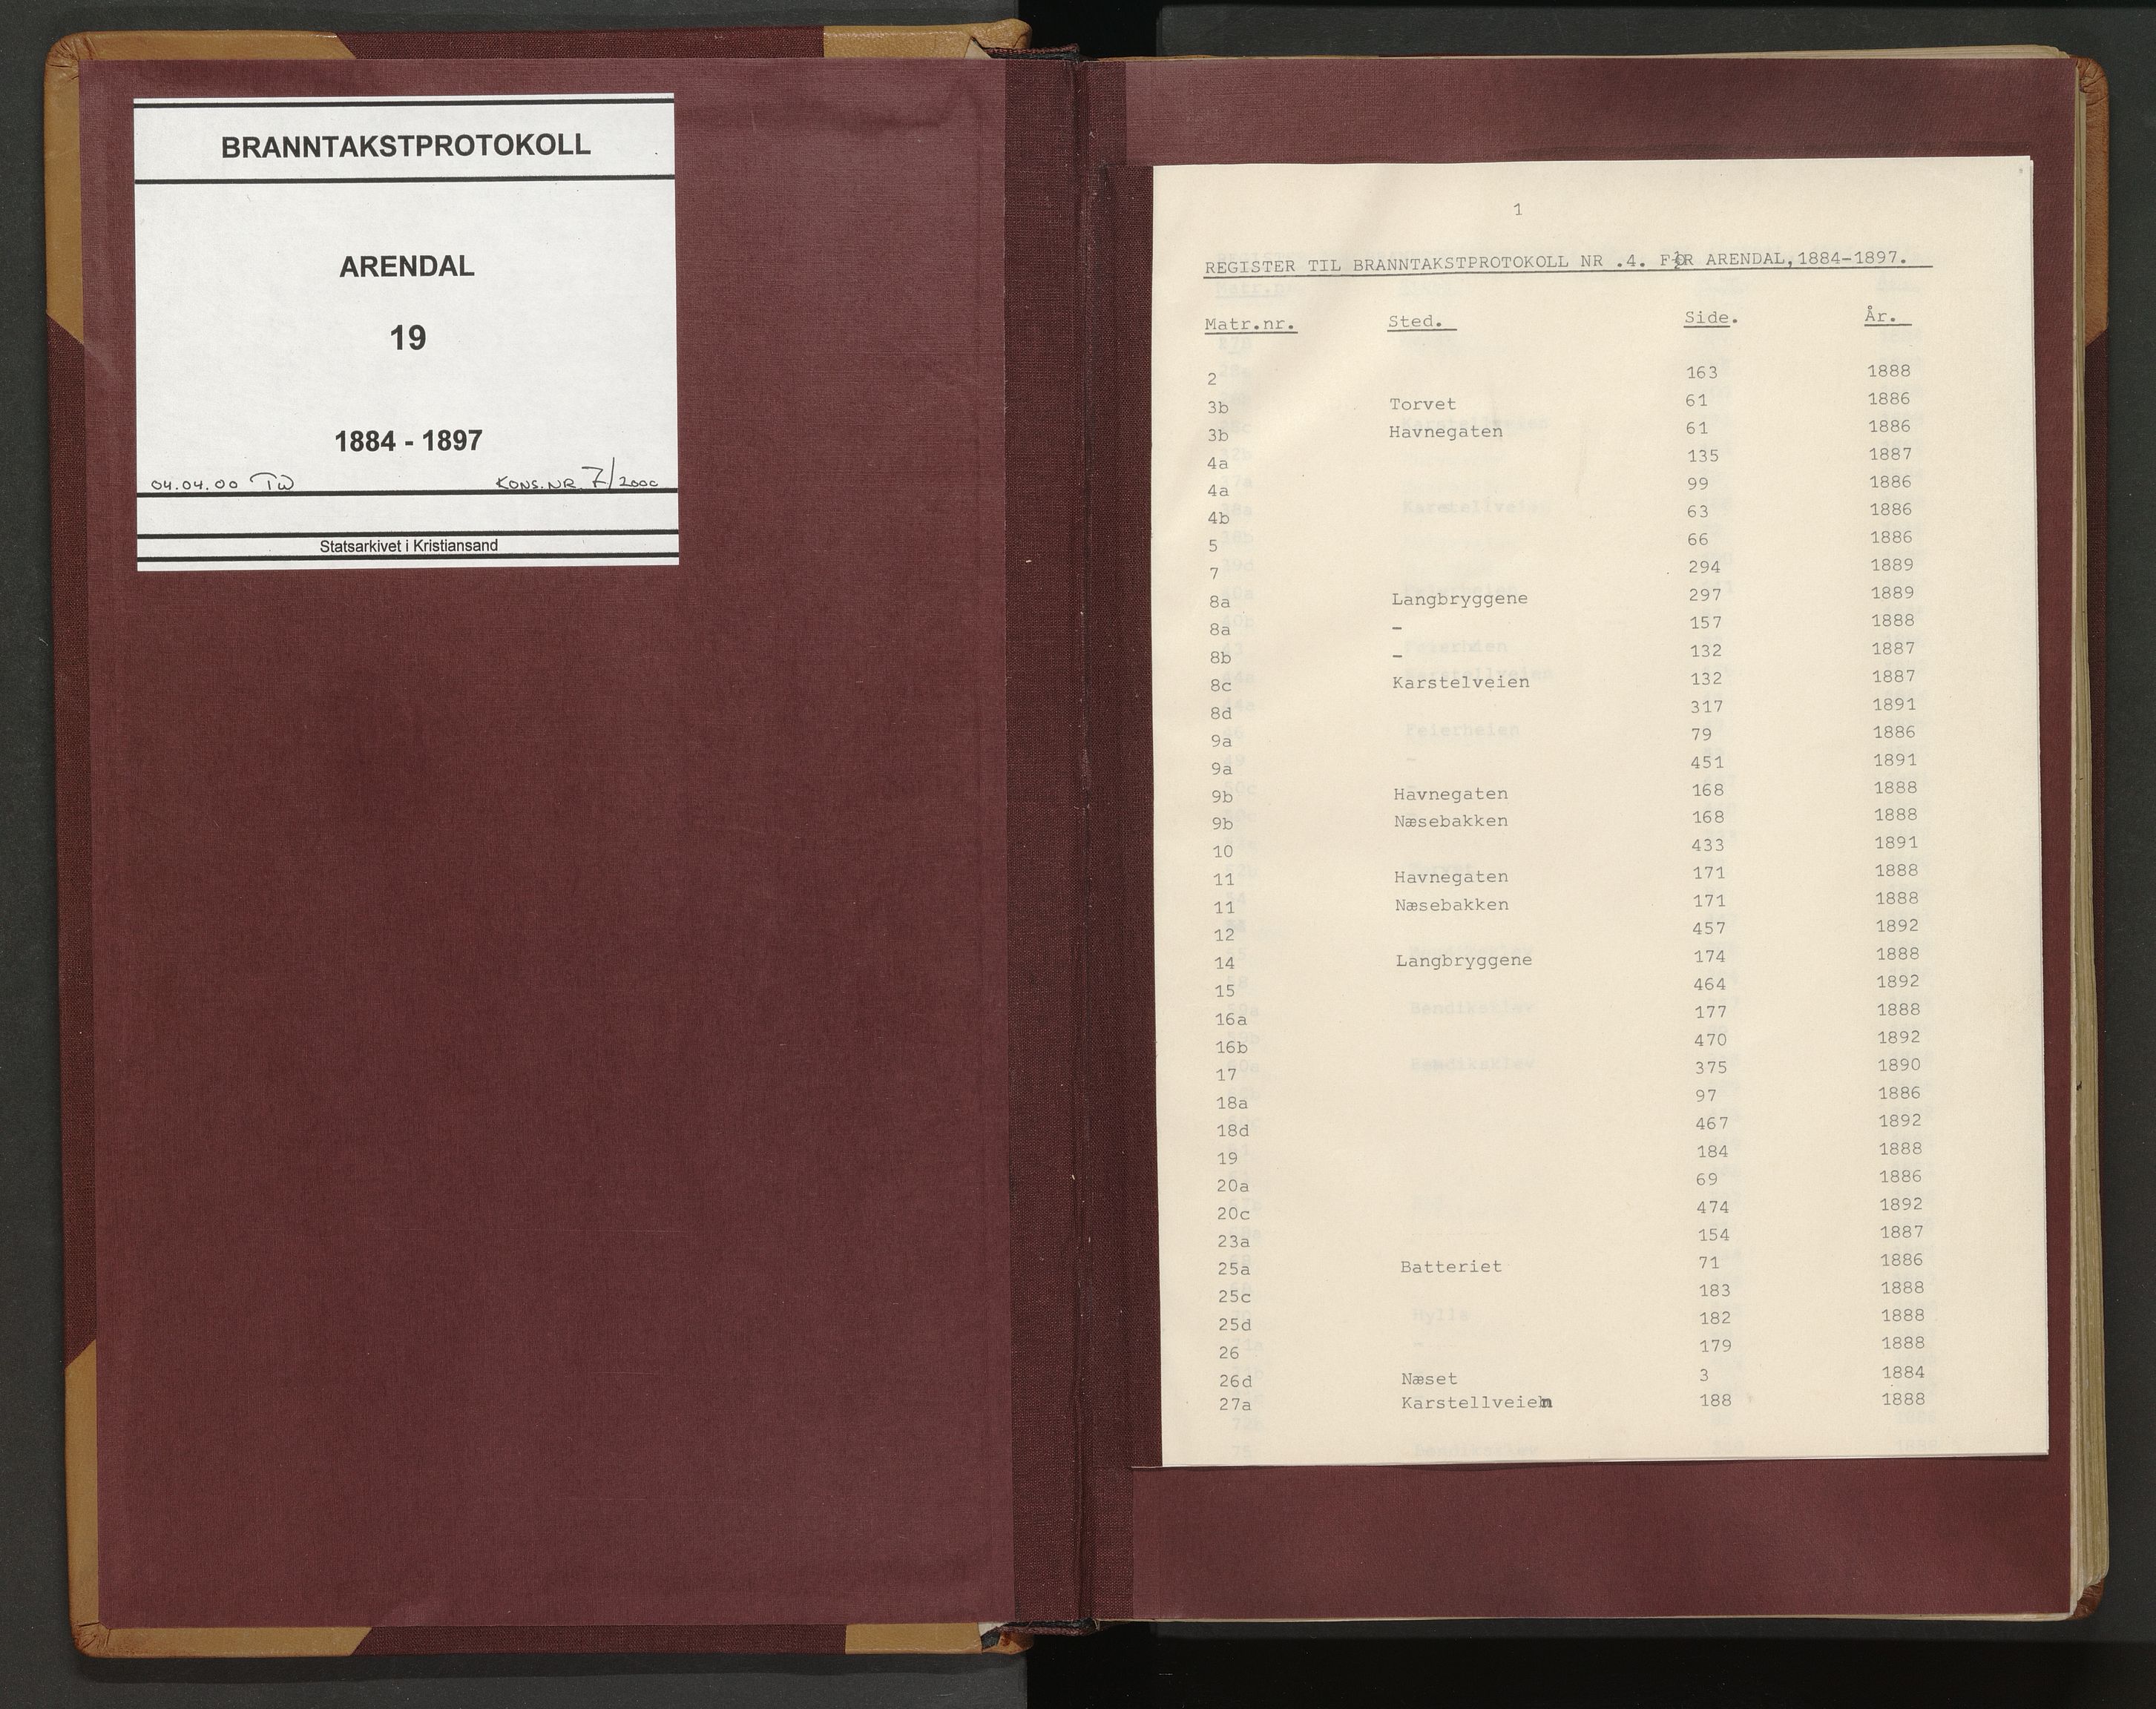 BRANNTAKSTPROTOKOLL
ARENDAL
19
1884 - 1897
04.04.00 TW KONS.NR. 7/2000
Statsarkivet i Kristiansand
1
REGISTER TIL BRANNTAKSTPROTOKOLL NR .4. FØR ARENDAL,1884-1897.
Matr.nr. Sted. Side. År.
2 163 1888
3b Torvet 61 1886
3b Havnegaten 61 1886
4a 135 1887
4a 99 1886
4b 63 1886
5 66 1886
7 294 1889
8a Langbryggene 297 1889
8a - 157 1888
8b - 132 1887
8c Karstelveien 132 1887
8d 317 1891
9a 79 1886
9a 451 1891
9b Havnegaten 168 1888
9b Næsebakken 168 1888
10 433 1891
11 Havnegaten 171 1888
11 Næsebakken 171 1888
12 457 1892
14 Langbryggene 174 1888
15 464 1892
16a 177 1888
16b 470 1892
17 375 1890
18a 97 1886
18d 467 1892
19 184 1888
20a 69 1886
20c 474 1892
23a 154 1887
25a Batteriet 71 1886
25c 183 1888
25d 182 1888
26 179 1888
26d Næset 3 1884
27a Karstellveien 188 1888